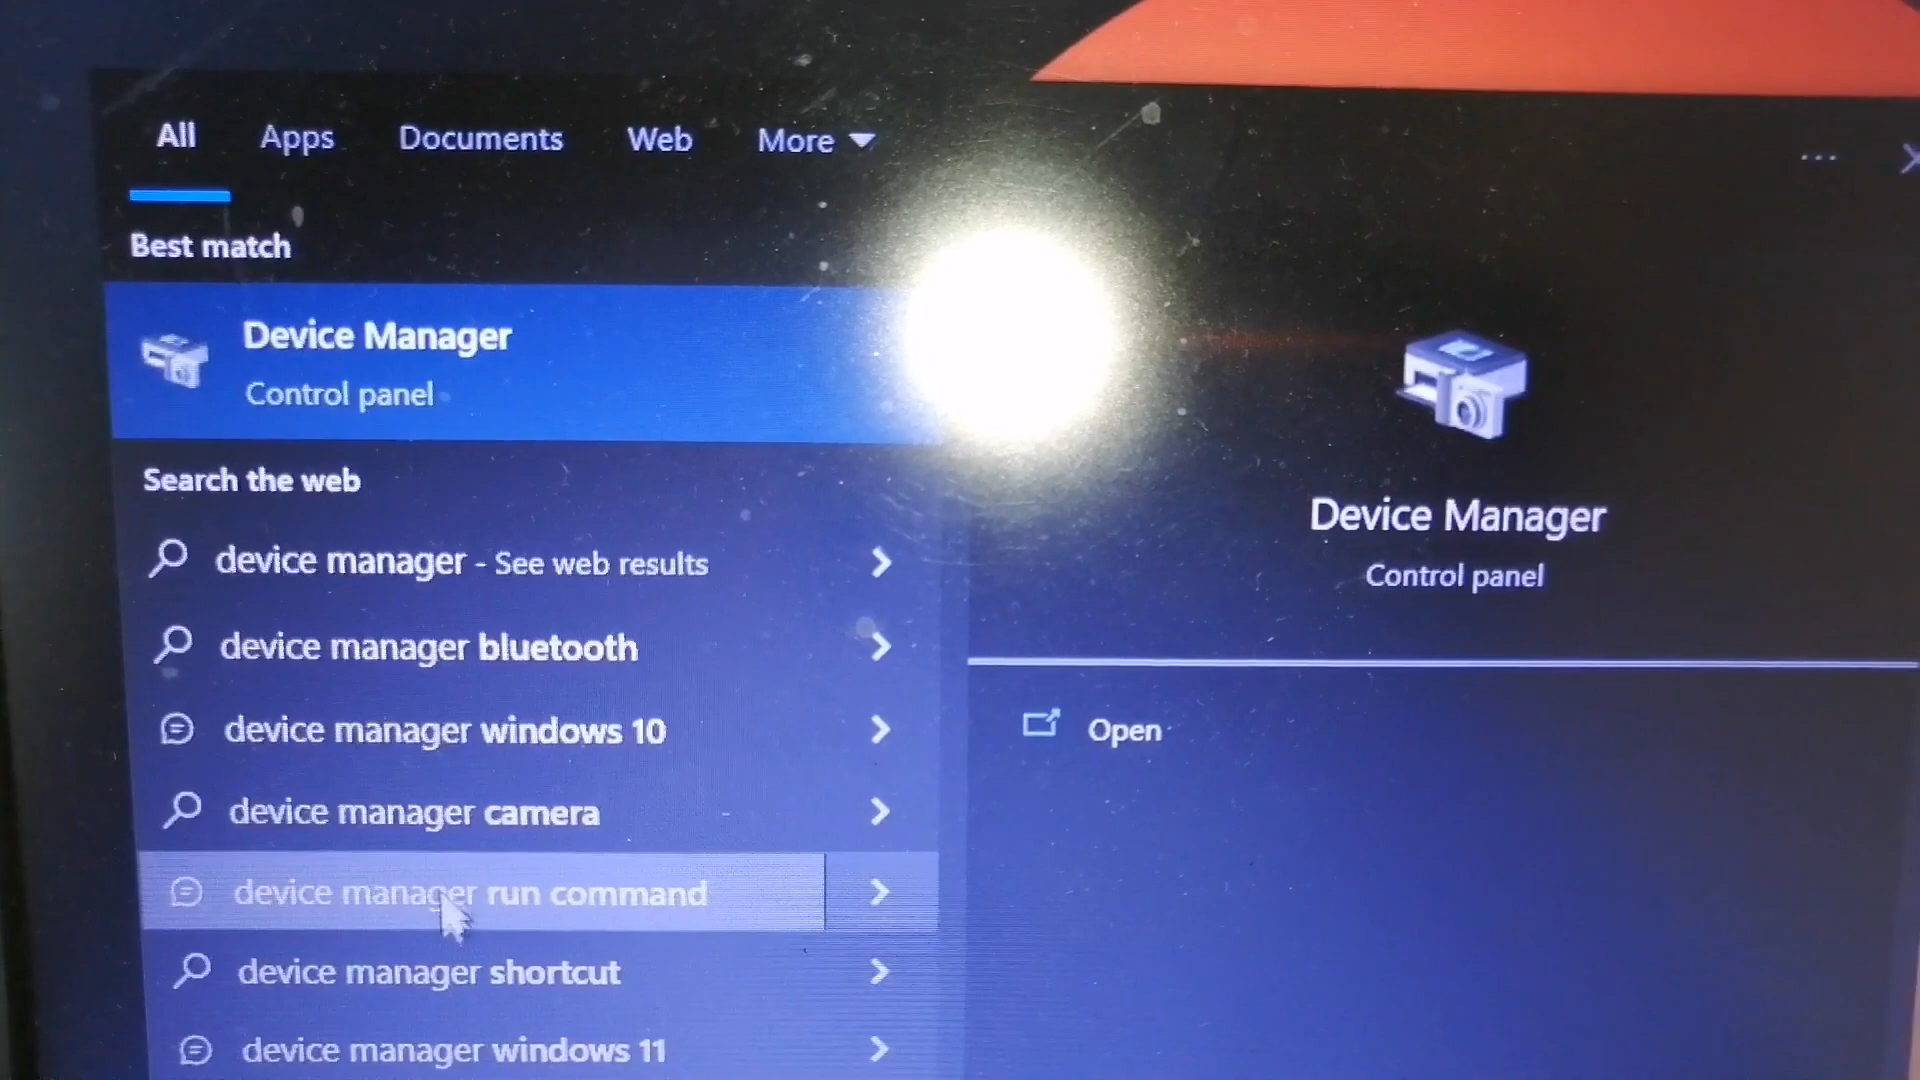 All Apps Documents Web More
Best match
Device Manager
Control panel
Search the web
device manager - See web results
device manager bluetooth
device manager windows 10
device manager camera
device manager run command
device manager shortcut
device manager windows 11
Device Manager
Control panel
Open